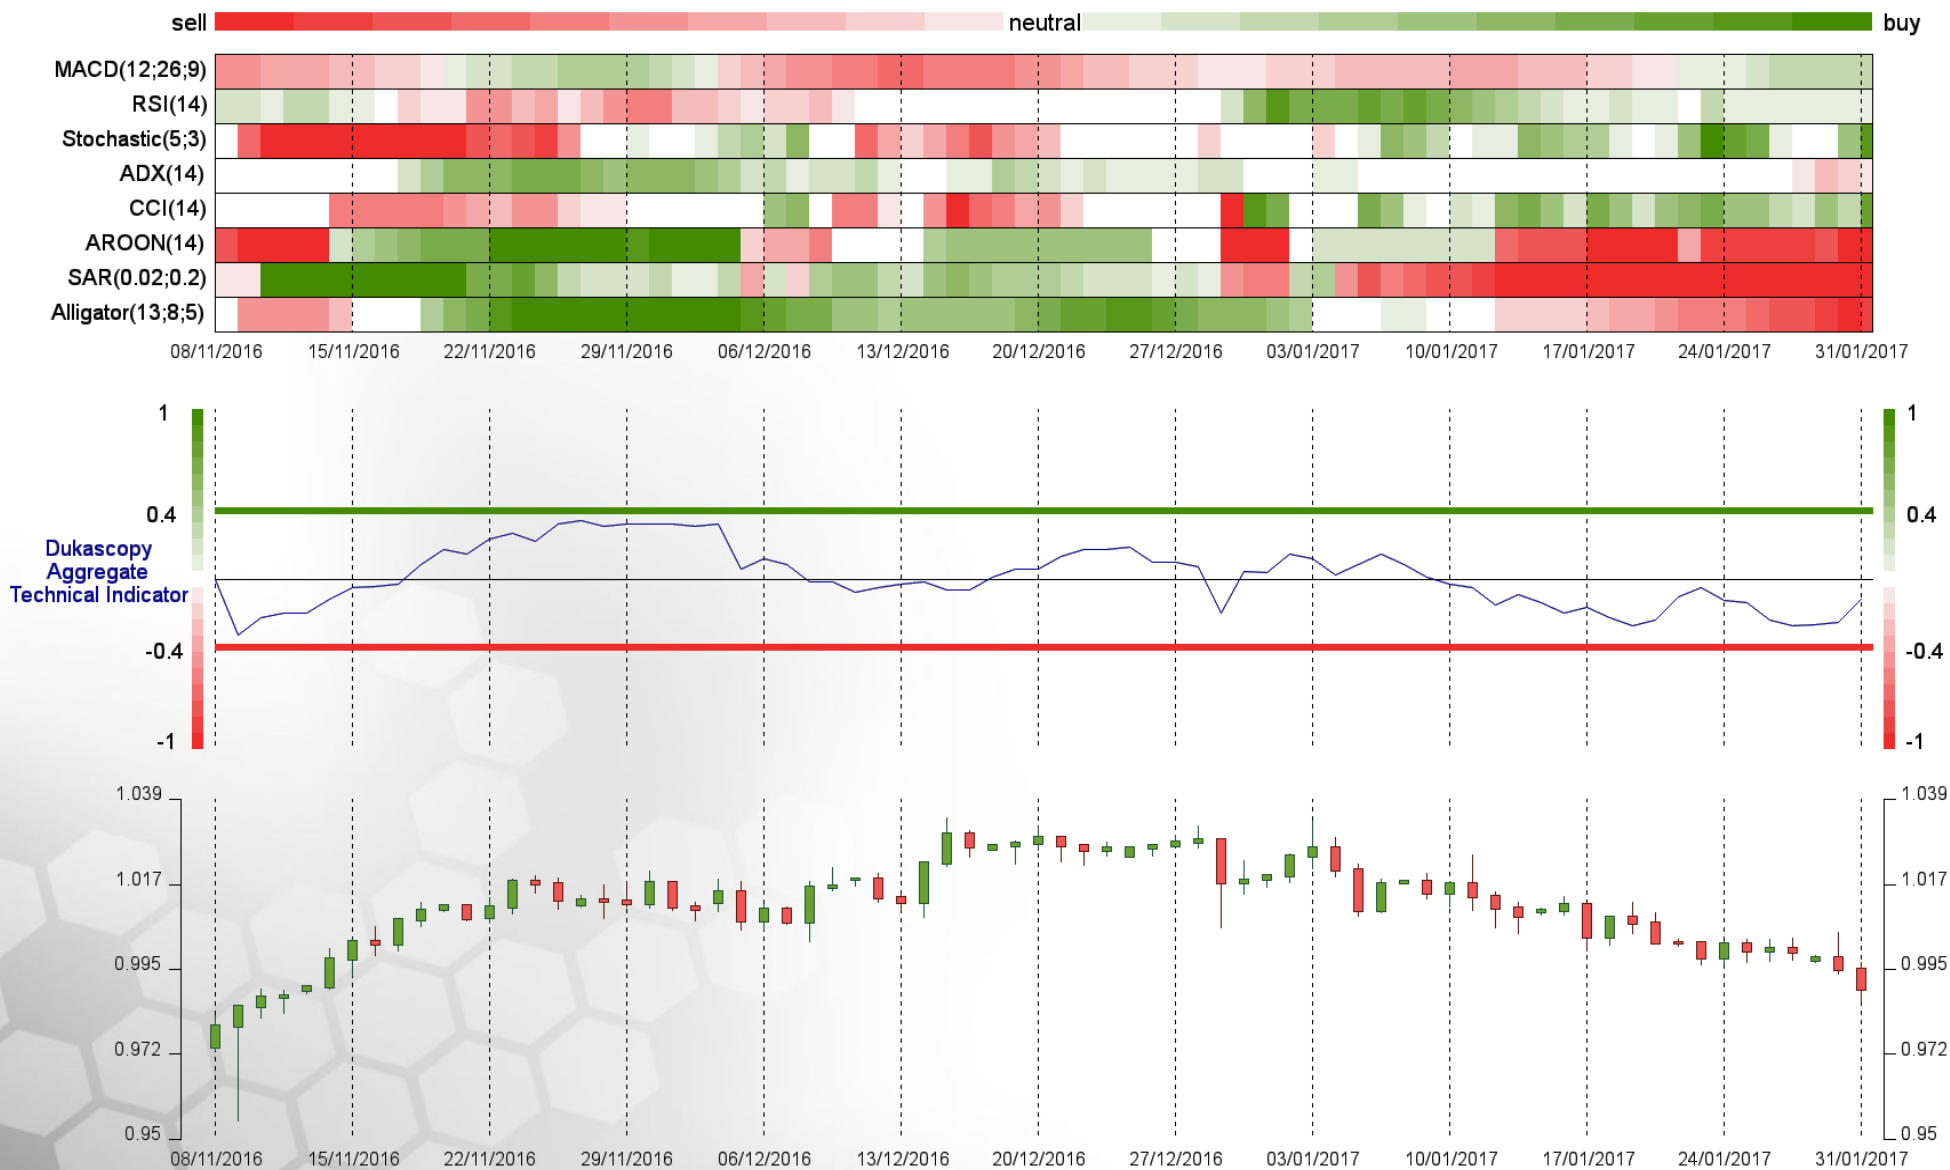 sell neutral buy
MACD(12;26;9)
RSI(14)
Stochastic(5;3)
ADX(14)
CCI(14)
AROON(14)
SAR(0.02;0.2)
Alligator(13;8;5)
08/11/2016 15/11/2016 22/11/2016 29/11/2016 06/12/2016 13/12/2016 20/12/2016 27/12/2016 03/01/2017 10/01/2017 17/01/2017 24/01/2017 31/01/2017
1 1
0.4 0.4
Dukascopy
Aggregate
Technical Indicator
-0.4 -0.4
-1 -1
1.039 1.039
1.017 1.017
0.995 0.995
0.972 0.972
0.95 0.95
08/11/2016 15/11/2016 22/11/2016 29/11/2016 06/12/2016 13/12/2016 20/12/2016 27/12/2016 03/01/2017 10/01/2017 17/01/2017 24/01/2017 31/01/2017